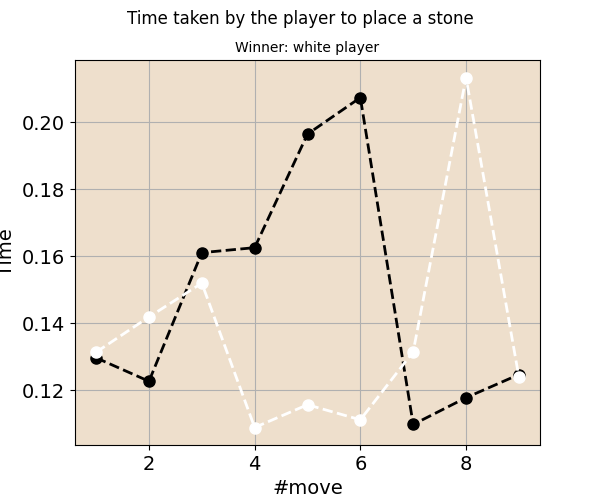 Time taken by the player to place a stone
Winner: white player
0.20
0.18
0.16
0.14
0.12
Time
2 4 6 8
#move